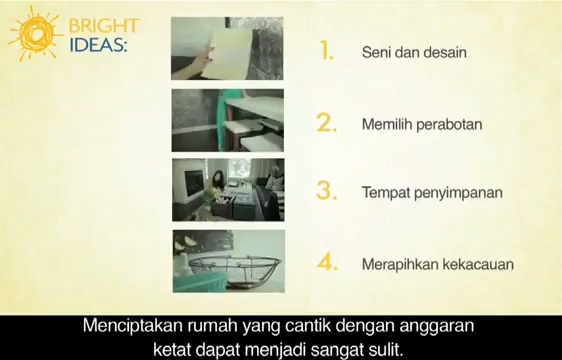 BRIGHT
IDEAS:
1. Seni dan desain
2. Memilih perabotan
3. Tempat penyimpanan
4. Merapihkan kekacauan
Menciptakan rumah yang cantik dengan anggaran
ketat dapat menjadi sangat sulit.